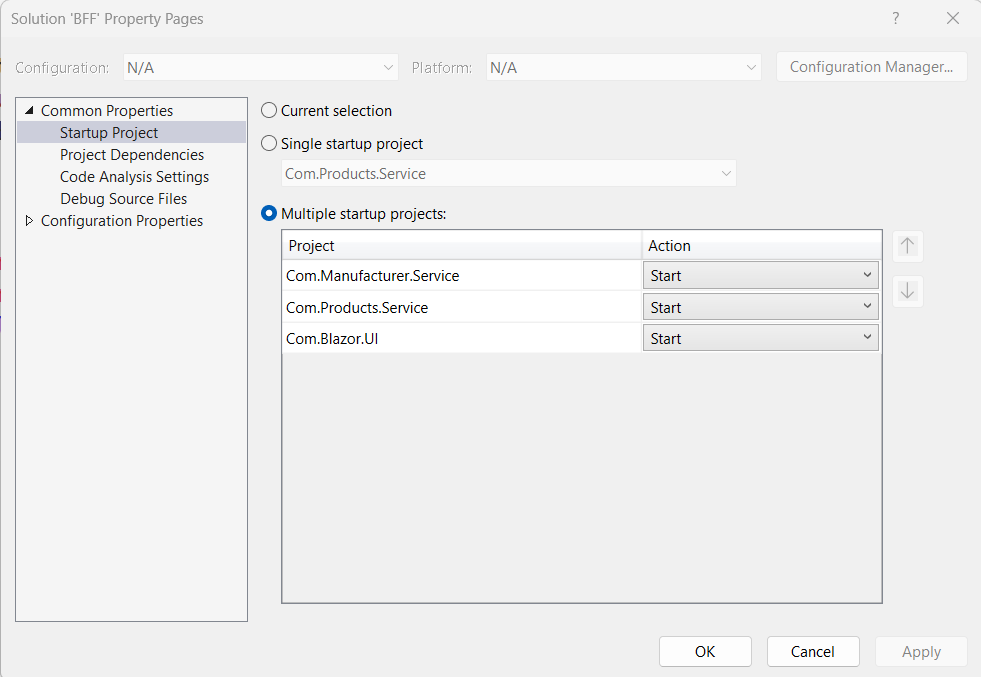 Solution 'BFF' Property Pages ?
Configuration: N/A Platform: N/A Configuration Manager...
Common Properties
Startup Project
Project Dependencies
Code Analysis Settings
Debug Source Files
Configuration Properties
Current selection
Single startup project
Com.Products.Service
Multiple startup projects:
Project Action
Com.Manufacturer.Service Start
Com.Products.Service Start
Com.Blazor.UI Start
OK Cancel Apply